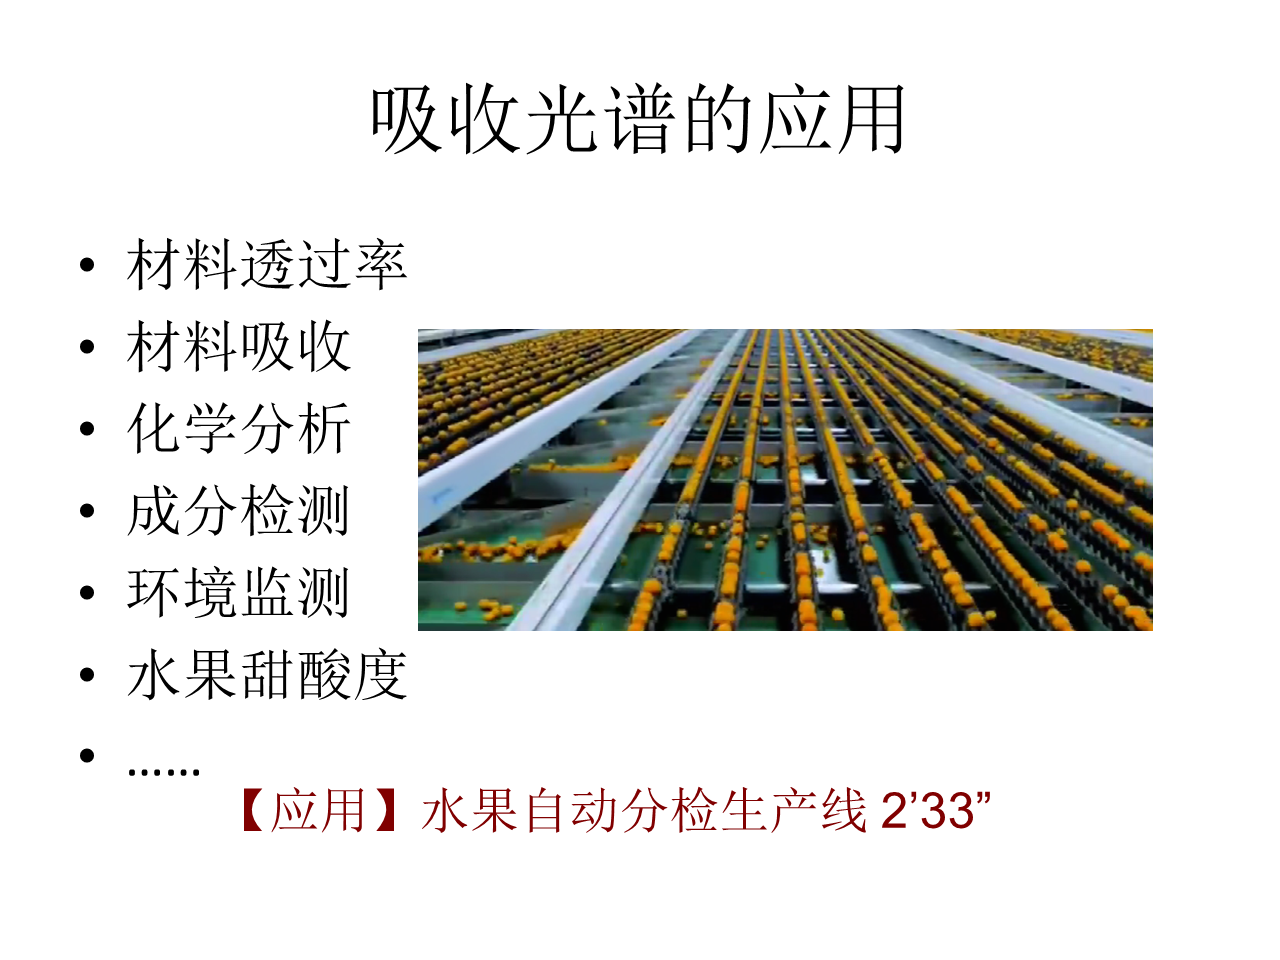 吸收光谱的应用
• 材料透过率
• 材料吸收
• 化学分析
• 成分检测
• 环境监测
• 水果甜酸度
• ……
【应用】水果自动分检生产线 2’33”